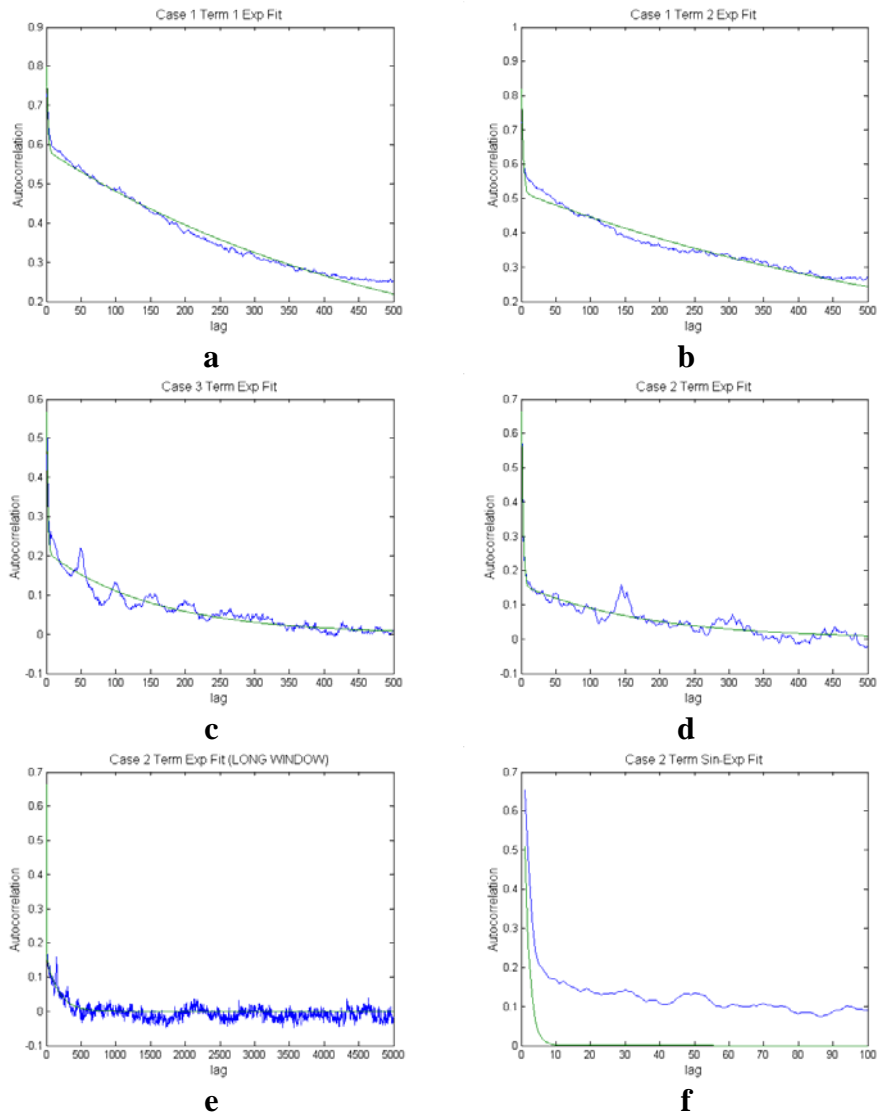 Case 1 Term 1 Exp Fit
Autocorrelation
0.9
0.8
0.7
0.6
0.5
0.4
0.3
0.2
0 50 100 150 200 250 300 350 400 450 500
lag
a
Case 1 Term 2 Exp Fit
Autocorrelation
1
0.9
0.8
0.7
0.6
0.5
0.4
0.3
0.2
0 50 100 150 200 250 300 350 400 450 500
lag
b
Case 3 Term Exp Fit
Autocorrelation
0.6
0.5
0.4
0.3
0.2
0.1
0
-0.1
0 50 100 150 200 250 300 350 400 450 500
lag
c
Case 2 Term Exp Fit
Autocorrelation
0.7
0.6
0.5
0.4
0.3
0.2
0.1
0
-0.1
0 50 100 150 200 250 300 350 400 450 500
lag
d
Case 2 Term Exp Fit (LONG WINDOW)
Autocorrelation
0.7
0.6
0.5
0.4
0.3
0.2
0.1
0
-0.1
0 500 1000 1500 2000 2500 3000 3500 4000 4500 5000
lag
e
Case 2 Term Sin-Exp Fit
Autocorrelation
0.7
0.6
0.5
0.4
0.3
0.2
0.1
0
0 10 20 30 40 50 60 70 80 90 100
lag
f